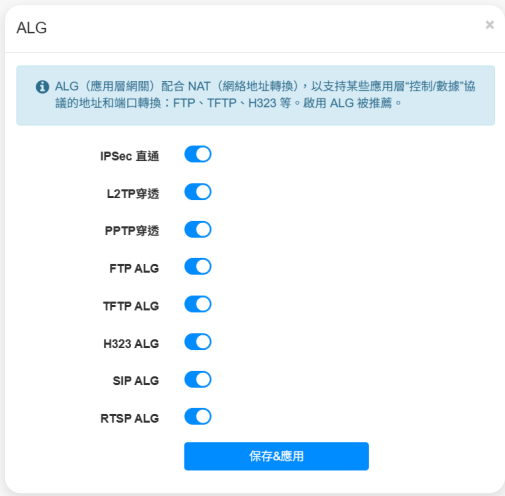 ALG
×
ALG（應用層網關）配合 NAT（網絡地址轉換），以支持某些應用層“控制/數據”協
議的地址和端口轉換：FTP、TFTP、H323 等。啟用 ALG 被推薦。
IPSec 直通
L2TP穿透
PPTP穿透
FTP ALG
TFTP ALG
H323 ALG
SIP ALG
RTSP ALG
保存&應用